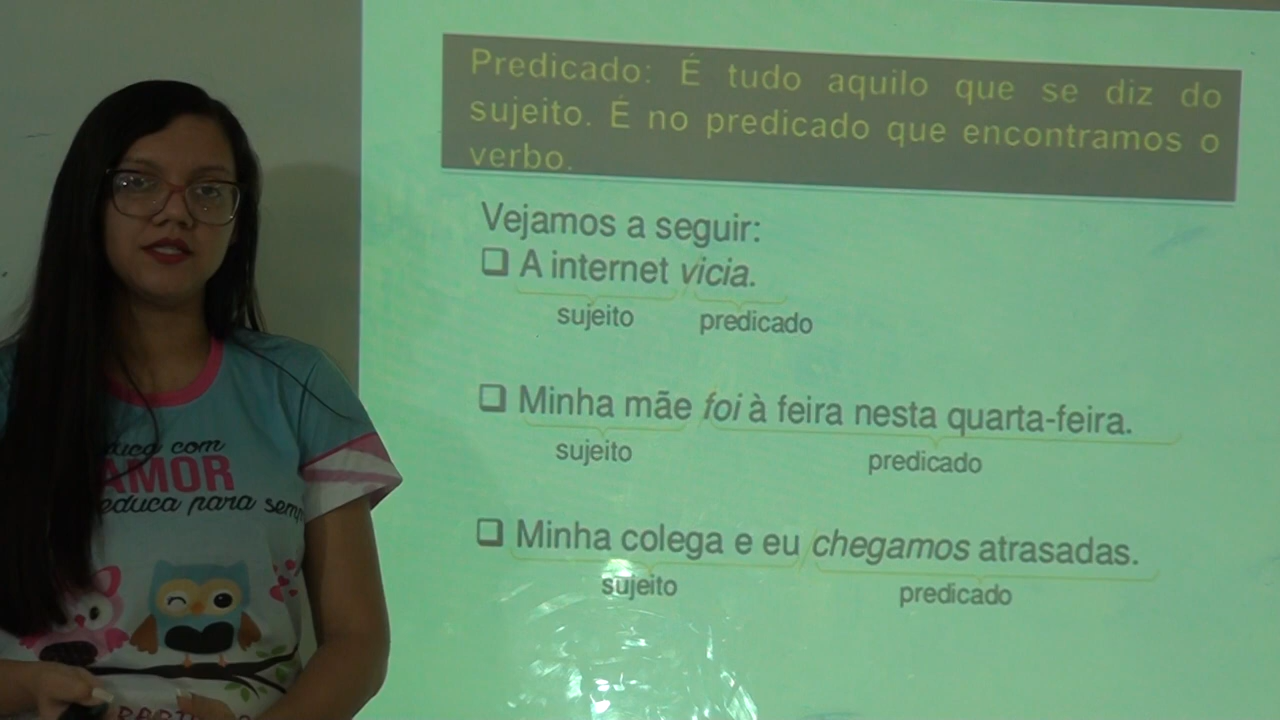 Predicado: É tudo aquilo que se diz do
sujeito. É no predicado que encontramos o
verbo.
Vejamos a seguir:
❑ A internet vicia.
sujeito predicado
❑ Minha mãe foi à feira nesta quarta-feira.
sujeito predicado
❑ Minha colega e eu chegamos atrasadas.
sujeito predicado
com
AMOR
educa para